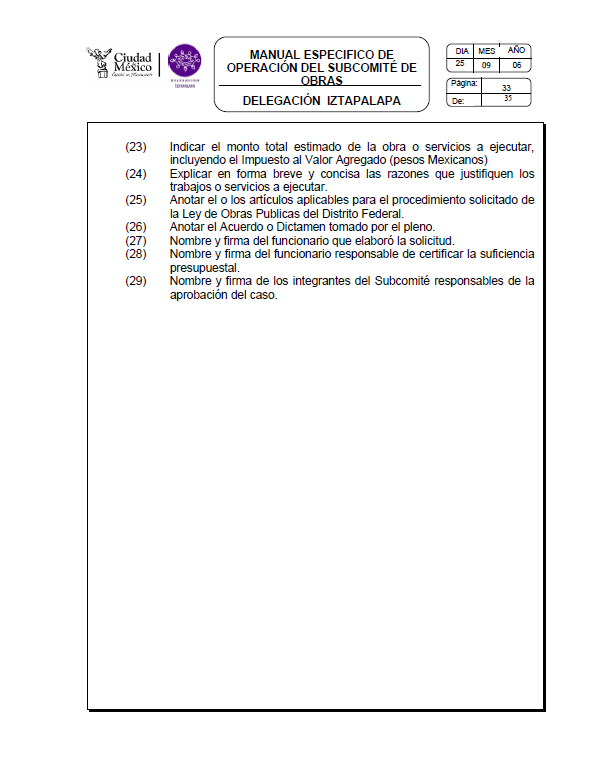 Ciudad
México
Capital en Movimiento
DELEGACIÓN
IZTAPALAPA
MANUAL ESPECIFICO DE
OPERACIÓN DEL SUBCOMITÉ DE
OBRAS
DELEGACIÓN IZTAPALAPA
DIA MES AÑO
25 09 06
Página: 33
De: 35
(23) Indicar el monto total estimado de la obra o servicios a ejecutar,
incluyendo el Impuesto al Valor Agregado (pesos Mexicanos)
(24) Explicar en forma breve y concisa las razones que justifiquen los
trabajos o servicios a ejecutar.
(25) Anotar el o los artículos aplicables para el procedimiento solicitado de
la Ley de Obras Publicas del Distrito Federal.
(26) Anotar el Acuerdo o Dictamen tomado por el pleno.
(27) Nombre y firma del funcionario que elaboró la solicitud.
(28) Nombre y firma del funcionario responsable de certificar la suficiencia
presupuestal.
(29) Nombre y firma de los integrantes del Subcomité responsables de la
aprobación del caso.